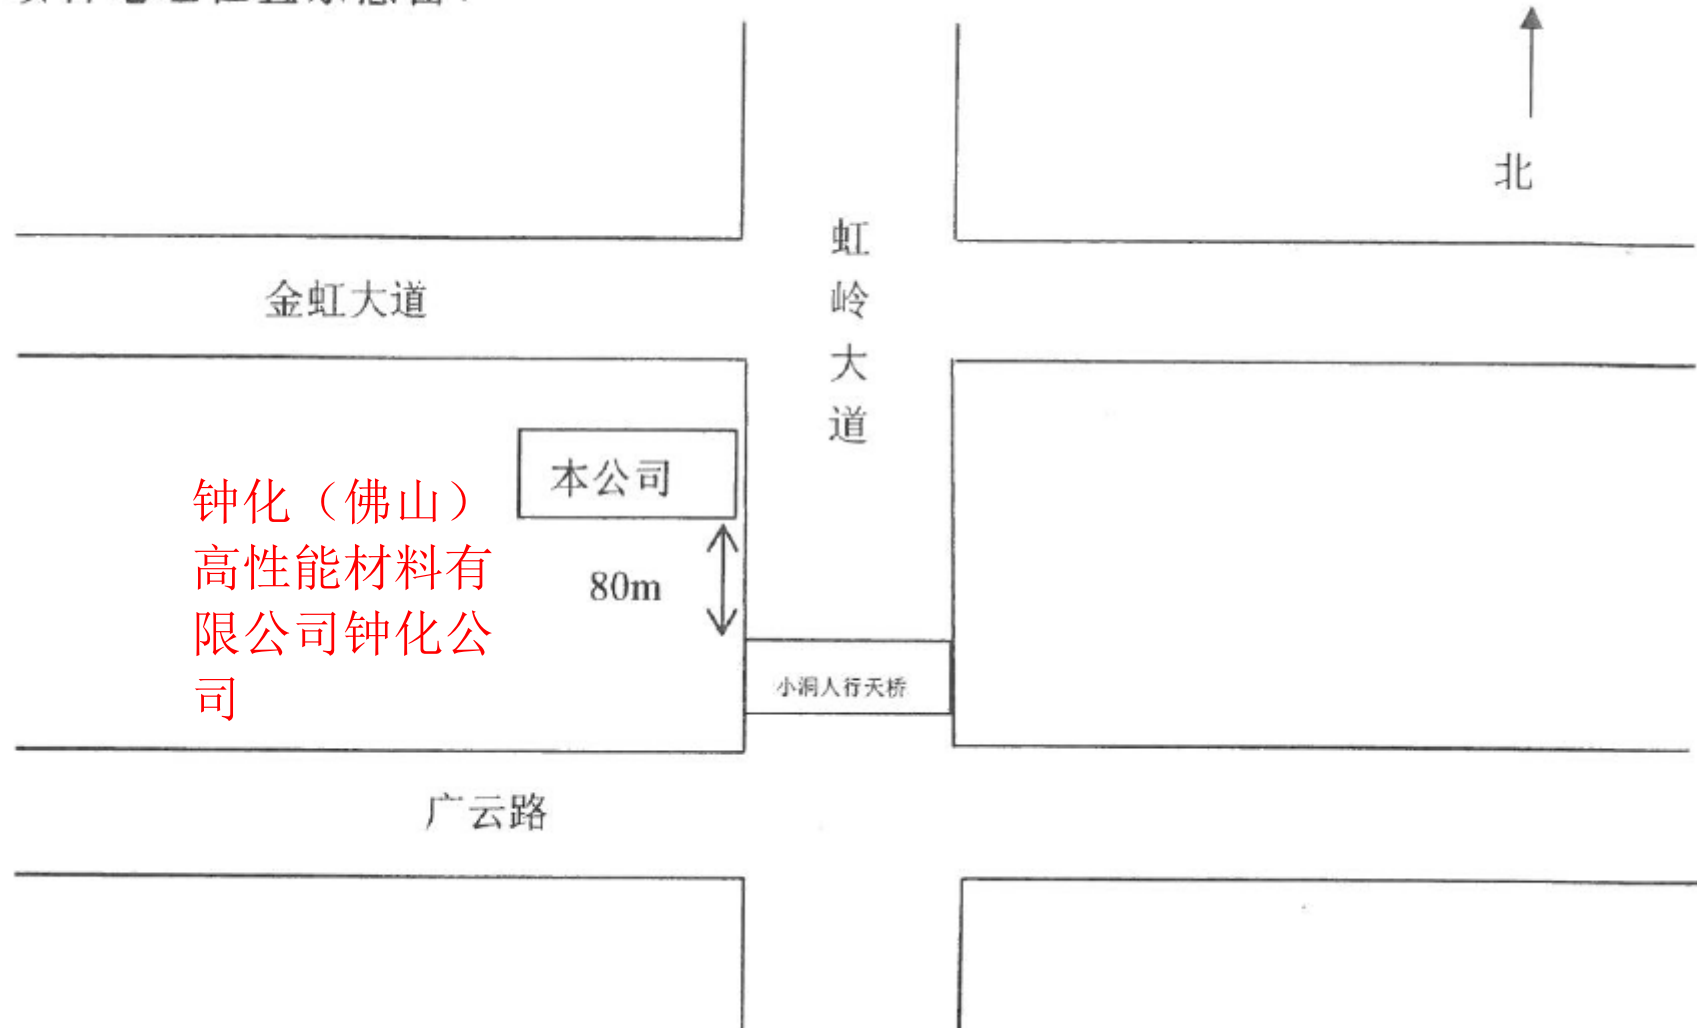 北
虹岭大道
金虹大道
本公司
钟化（佛山）
高性能材料有
限公司钟化公
司
80m
小洞人行天桥
广云路